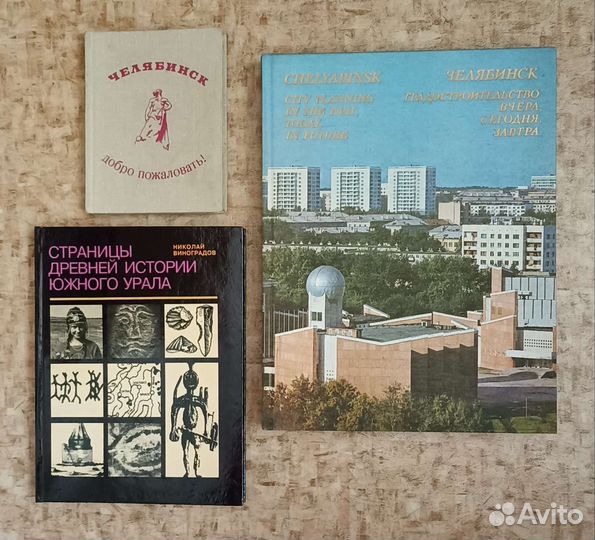 ЧЕЛЯБИНСК
добро пожаловать!
CHELYABINSK
CITY PLANNING
IN THE PAST,
TODAY,
IN FUTURE
ЧЕЛЯБИНСК
ГРАДОСТРОИТЕЛЬСТВО
ВЧЕРА,
СЕГОДНЯ,
ЗАВТРА
СТРАНИЦЫ
ДРЕВНЕЙ ИСТОРИИ
ЮЖНОГО УРАЛА
НИКОЛАЙ
ВИНОГРАДОВ
Avito